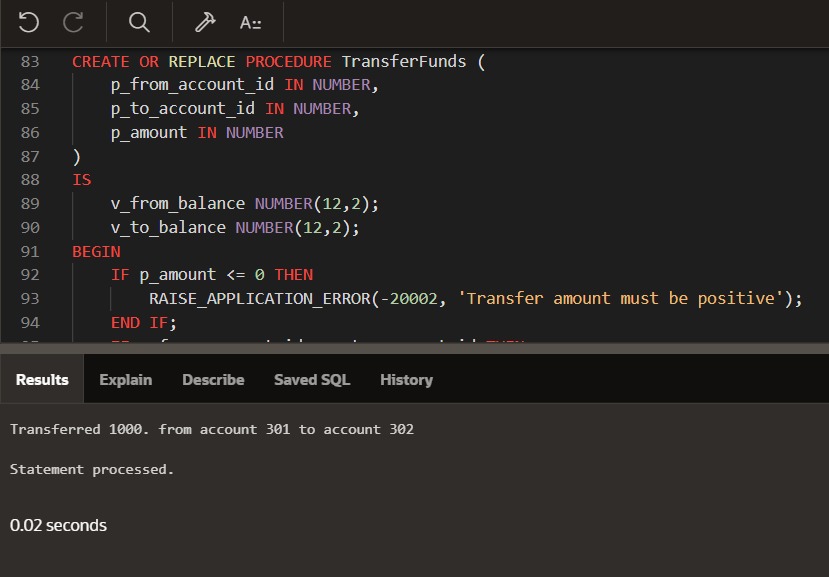 A::
83 CREATE OR REPLACE PROCEDURE TransferFunds (
84 p_from_account_id IN NUMBER,
85 p_to_account_id IN NUMBER,
86 p_amount IN NUMBER
87 )
88 IS
89 v_from_balance NUMBER(12,2);
90 v_to_balance NUMBER(12,2);
91 BEGIN
92 IF p_amount <= 0 THEN
93 RAISE_APPLICATION_ERROR(-20002, 'Transfer amount must be positive');
94 END IF;
Results Explain Describe Saved SQL History
Transferred 1000. from account 301 to account 302
Statement processed.
0.02 seconds